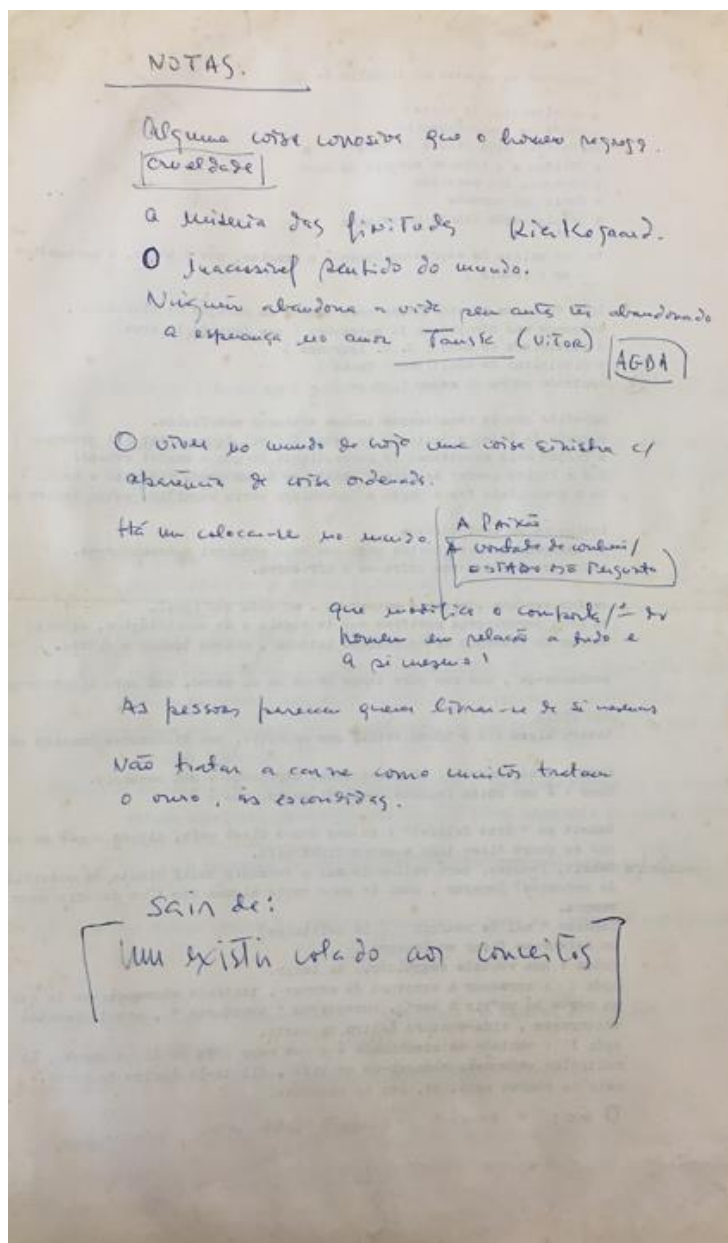 NOTAS.
Alguma coisa corrosiva que o homem segrega.
crueldade
a miséria das finitudes Kierkegaard.
O inacessível sentido do mundo.
Ninguém abandona a vida sem antes ter abandonado
a esperança no amor Tausk (VITOR)
AGDA
O viver no mundo de hoje uma coisa sinistra c/
aparência de coisa ordenada.
Há um colocar-se no mundo
A Paixão
A vontade de conhecer/
ESTADO DE Pergunta
que modifica o comporta/to do
homem em relação a tudo e
a si mesmo!
As pessoas parecem querer livrar-se de si mesmas
Não tratar a carne como muitos tratam
o ouro, às escondidas.
Sair de:
um existir colado aos conceitos